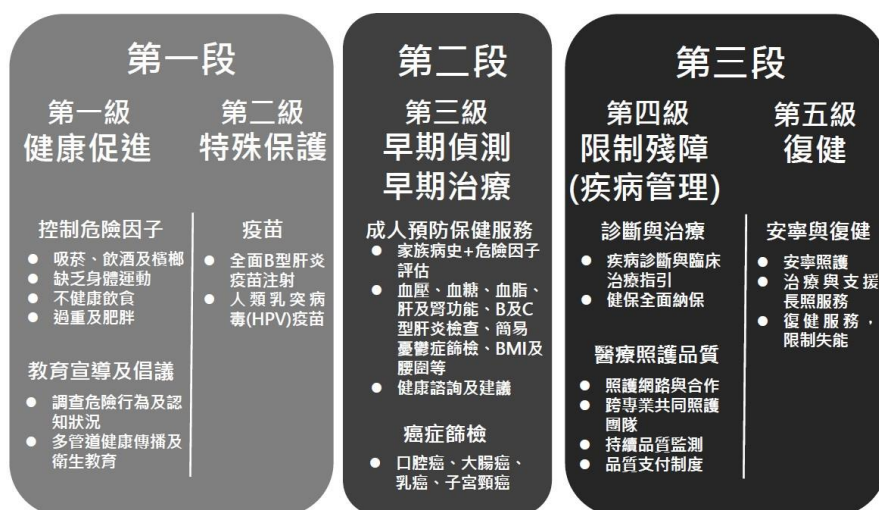 第一段
第一級
健康促進
控制危險因子
● 吸菸、飲酒及檳榔
● 缺乏身體運動
● 不健康飲食
● 過重及肥胖
教育宣導及倡議
● 調查危險行為及認
知狀況
● 多管道健康傳播及
衛生教育
第二級
特殊保護
疫苗
● 全面B型肝炎
疫苗注射
● 人類乳突病
毒(HPV)疫苗
第二段
第三級
早期偵測
早期治療
成人預防保健服務
● 家族病史+危險因子
評估
● 血壓、血糖、血脂、
肝及腎功能、B及C
型肝炎檢查、簡易
憂鬱症篩檢、BMI及
腰圍等
● 健康諮詢及建議
癌症篩檢
● 口腔癌、大腸癌、
乳癌、子宮頸癌
第三段
第四級
限制殘障
(疾病管理)
診斷與治療
● 疾病診斷與臨床
治療指引
● 健保全面納保
醫療照護品質
● 照護網路與合作
● 跨專業共同照護
團隊
● 持續品質監測
● 品質支付制度
第五級
復健
安寧與復健
● 安寧照護
● 治療與支援
長照服務
● 復健服務，
限制失能